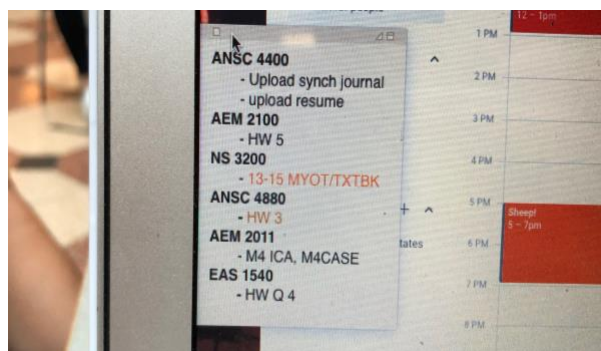 ANSC 4400
- Upload synch journal
- upload resume
AEM 2100
- HW 5
NS 3200
- 13-15 MYOT/TXTBK
ANSC 4880
- HW 3
AEM 2011
- M4 ICA, M4CASE
EAS 1540
- HW Q 4
tates
12 – 1pm
1 PM
2 PM
3 PM
4 PM
5 PM
Sheep!
5 – 7pm
6 PM
7 PM
8 PM